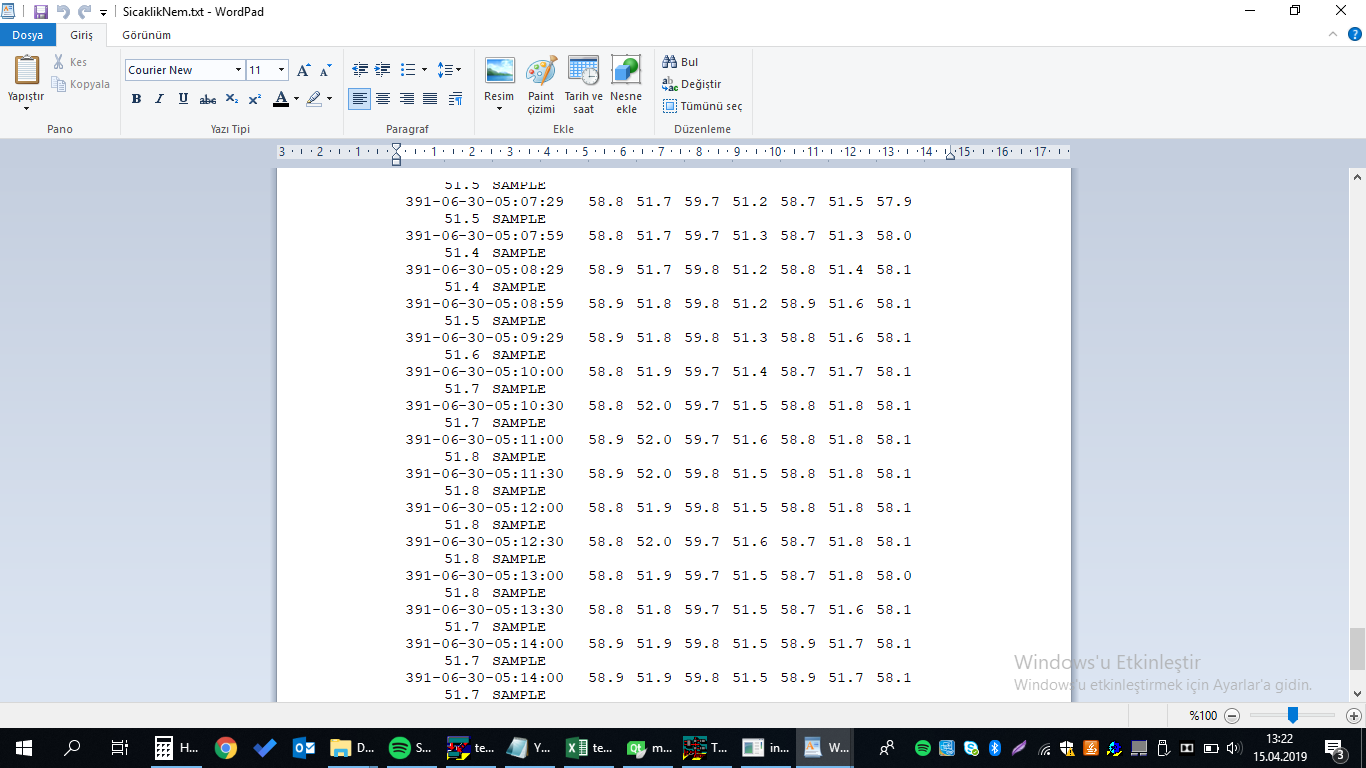 SicaklikNem.txt - WordPad
Dosya Giriş Görünüm
Yapıştır
Kes
Kopyala
Pano
Courier New 11
Yazı Tipi
Paragraf
Resim
Paint çizimi
Tarih ve saat
Nesne ekle
Ekle
Bul
Değiştir
Tümünü seç
Düzenleme
3 2 1 1 2 3 4 5 6 7 8 9 10 11 12 13 14 15 16 17
51.5 SAMPLE
391-06-30-05:07:29 58.8 51.7 59.7 51.2 58.7 51.5 57.9
51.5 SAMPLE
391-06-30-05:07:59 58.8 51.7 59.7 51.3 58.7 51.3 58.0
51.4 SAMPLE
391-06-30-05:08:29 58.9 51.7 59.8 51.2 58.8 51.4 58.1
51.4 SAMPLE
391-06-30-05:08:59 58.9 51.8 59.8 51.2 58.9 51.6 58.1
51.5 SAMPLE
391-06-30-05:09:29 58.9 51.8 59.8 51.3 58.8 51.6 58.1
51.6 SAMPLE
391-06-30-05:10:00 58.8 51.9 59.7 51.4 58.7 51.7 58.1
51.7 SAMPLE
391-06-30-05:10:30 58.8 52.0 59.7 51.5 58.8 51.8 58.1
51.7 SAMPLE
391-06-30-05:11:00 58.9 52.0 59.7 51.6 58.8 51.8 58.1
51.8 SAMPLE
391-06-30-05:11:30 58.9 52.0 59.8 51.5 58.8 51.8 58.1
51.8 SAMPLE
391-06-30-05:12:00 58.8 51.9 59.8 51.5 58.8 51.8 58.1
51.8 SAMPLE
391-06-30-05:12:30 58.8 52.0 59.7 51.6 58.7 51.8 58.1
51.8 SAMPLE
391-06-30-05:13:00 58.8 51.9 59.7 51.5 58.7 51.8 58.0
51.8 SAMPLE
391-06-30-05:13:30 58.8 51.8 59.7 51.5 58.7 51.6 58.1
51.7 SAMPLE
391-06-30-05:14:00 58.9 51.9 59.8 51.5 58.9 51.7 58.1
51.7 SAMPLE
391-06-30-05:14:00 58.9 51.9 59.8 51.5 58.9 51.7 58.1
51.7 SAMPLE
Windows'u Etkinleştir
Windows'u etkinleştirmek için Ayarlar'a gidin.
%100
H... D... S... te... Y... te... m... T... in... W...
13:22
15.04.2019
3